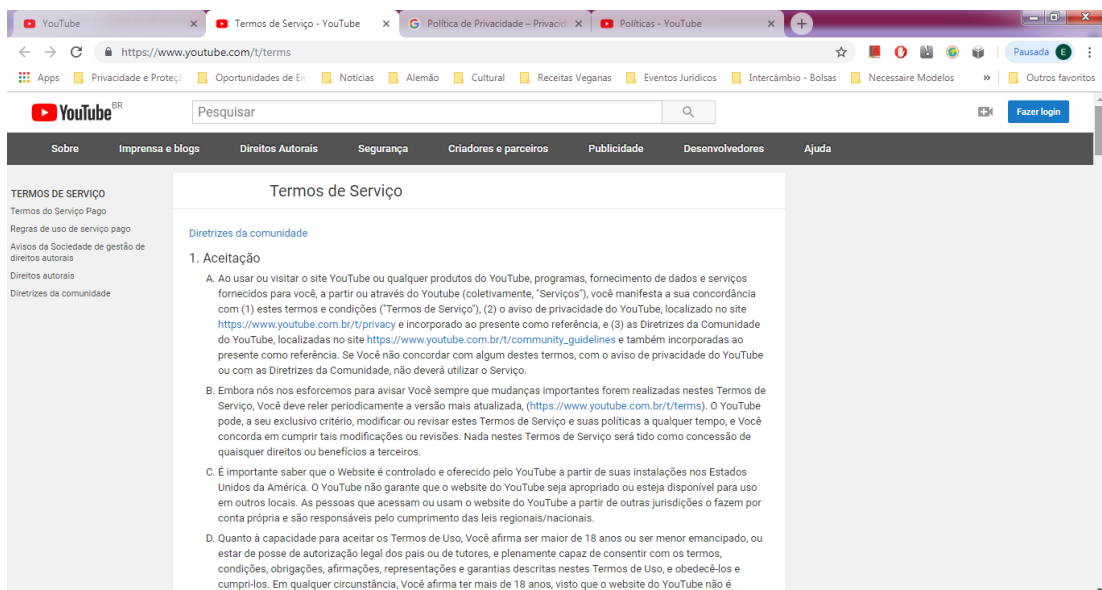 YouTube
Termos de Serviço - YouTube
Política de Privacidade – Privacid
Políticas - YouTube
https://www.youtube.com/t/terms
Pausada E
Apps Privacidade e Proteçã Oportunidades de En Notícias Alemão Cultural Receitas Veganas Eventos Jurídicos Intercâmbio - Bolsas Necessaire Modelos » Outros favoritos
YouTube BR
Pesquisar
Fazer login
Sobre Imprensa e blogs Direitos Autorais Segurança Criadores e parceiros Publicidade Desenvolvedores Ajuda
TERMOS DE SERVIÇO
Termos do Serviço Pago
Regras de uso de serviço pago
Avisos da Sociedade de gestão de
direitos autorais
Direitos autorais
Diretrizes da comunidade
Termos de Serviço
Diretrizes da comunidade
1. Aceitação
A. Ao usar ou visitar o site YouTube ou qualquer produtos do YouTube, programas, fornecimento de dados e serviços
fornecidos para você, a partir ou através do Youtube (coletivamente, "Serviços"), você manifesta a sua concordância
com (1) estes termos e condições ("Termos de Serviço"), (2) o aviso de privacidade do YouTube, localizado no site
https://www.youtube.com.br/t/privacy e incorporado ao presente como referência, e (3) as Diretrizes da Comunidade
do YouTube, localizadas no site https://www.youtube.com.br/t/community_guidelines e também incorporadas ao
presente como referência. Se Você não concordar com algum destes termos, com o aviso de privacidade do YouTube
ou com as Diretrizes da Comunidade, não deverá utilizar o Serviço.
B. Embora nós nos esforcemos para avisar Você sempre que mudanças importantes forem realizadas nestes Termos de
Serviço, Você deve reler periodicamente a versão mais atualizada, (https://www.youtube.com.br/t/terms). O YouTube
pode, a seu exclusivo critério, modificar ou revisar estes Termos de Serviço e suas políticas a qualquer tempo, e Você
concorda em cumprir tais modificações ou revisões. Nada nestes Termos de Serviço será tido como concessão de
quaisquer direitos ou benefícios a terceiros.
C. É importante saber que o Website é controlado e oferecido pelo YouTube a partir de suas instalações nos Estados
Unidos da América. O YouTube não garante que o website do YouTube seja apropriado ou esteja disponível para uso
em outros locais. As pessoas que acessam ou usam o website do YouTube a partir de outras jurisdições o fazem por
conta própria e são responsáveis pelo cumprimento das leis regionais/nacionais.
D. Quanto à capacidade para aceitar os Termos de Uso, Você afirma ser maior de 18 anos ou ser menor emancipado, ou
estar de posse de autorização legal dos pais ou de tutores, e plenamente capaz de consentir com os termos,
condições, obrigações, afirmações, representações e garantias descritas nestes Termos de Uso, e obedecê-los e
cumpri-los. Em qualquer circunstância, Você afirma ter mais de 18 anos, visto que o website do YouTube não é